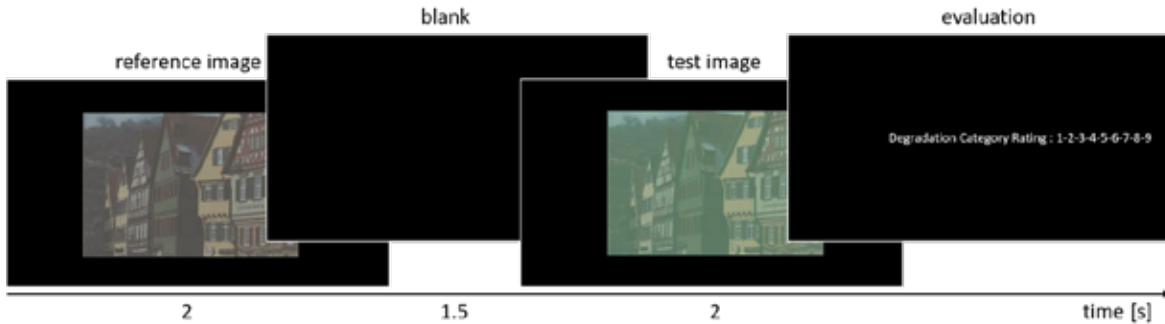 blank
evaluation
reference image
test image
Degradation Category Rating : 1-2-3-4-5-6-7-8-9
2
1.5
2
time [s]